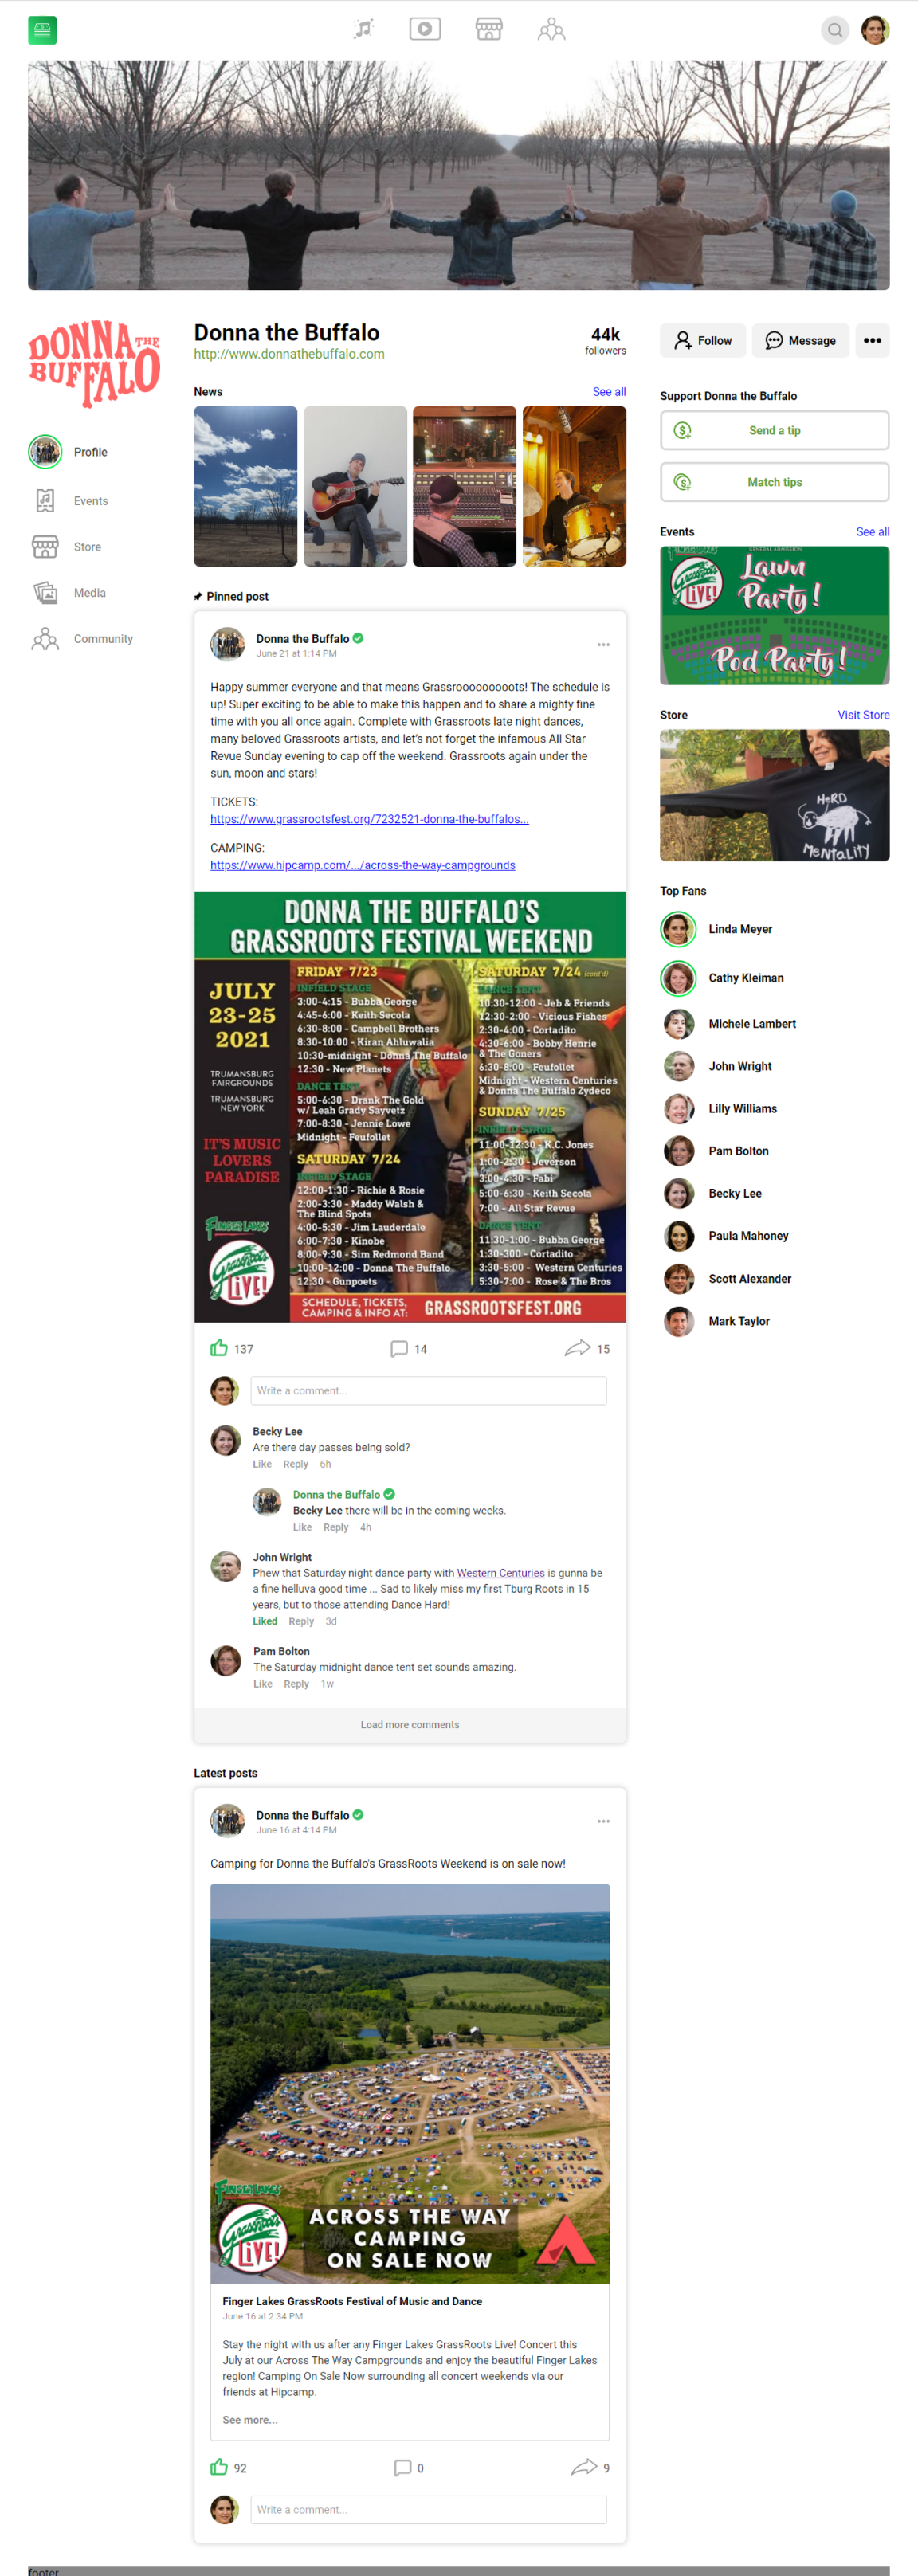 Donna the Buffalo
http://www.donnathebuffalo.com
44k
followers
Follow
Message
DONNA THE
BUFFALO
Profile
Events
Store
Media
Community
News
See all
Pinned post
Donna the Buffalo
June 21 at 1:14 PM
Happy summer everyone and that means Grassrooooooooots! The schedule is
up! Super exciting to be able to make this happen and to share a mighty fine
time with you all once again. Complete with Grassroots late night dances,
many beloved Grassroots artists, and let's not forget the infamous All Star
Revue Sunday evening to cap off the weekend. Grassroots again under the
sun, moon and stars!
TICKETS:
https://www.grassrootsfest.org/7232521-donna-the-buffalos...
CAMPING:
https://www.hipcamp.com/.../across-the-way-campgrounds
DONNA THE BUFFALO'S
GRASSROOTS FESTIVAL WEEKEND
JULY
23-25
2021
TRUMANSBURG
FAIRGROUNDS
TRUMANSBURG
NEW YORK
IT'S MUSIC
LOVERS
PARADISE
FINGER LAKES
GrassRoots
LIVE!
FRIDAY 7/23
INFIELD STAGE
3:00-4:15 - Bubba George
4:45-6:00 - Keith Secola
6:30-8:00 - Campbell Brothers
8:30-10:00 - Kiran Ahluwalia
10:30-midnight - Donna The Buffalo
12:30 - New Planets
DANCE TENT
5:00-6:30 - Drank The Gold
w/ Leah Grady Sayvetz
7:00-8:30 - Jennie Lowe
Midnight - Feufollet
SATURDAY 7/24
INFIELD STAGE
12:00-1:30 - Richie & Rosie
2:00-3:30 - Maddy Walsh &
The Blind Spots
4:00-5:30 - Jim Lauderdale
6:00-7:30 - Kinobe
8:00-9:30 - Sim Redmond Band
10:00-12:00 - Donna The Buffalo
12:30 - Gunpoets
SATURDAY 7/24 (cont'd)
DANCE TENT
10:30-12:00 - Jeb & Friends
12:30-2:00 - Vicious Fishes
2:30-4:00 - Cortadito
4:30-6:00 - Bobby Henrie
& The Goners
6:30-8:00 - Feufollet
Midnight - Western Centuries
& Donna The Buffalo Zydeco
SUNDAY 7/25
INFIELD STAGE
11:00-12:30 - K.C. Jones
1:00-2:30 - Jeverson
3:00-4:30 - Fabi
5:00-6:30 - Keith Secola
7:00 - All Star Revue
DANCE TENT
11:30-1:00 - Bubba George
1:30-300 - Cortadito
3:30-5:00 - Western Centuries
5:30-7:00 - Rose & The Bros
SCHEDULE, TICKETS,
CAMPING & INFO AT:
GRASSROOTSFEST.ORG
137
14
15
Write a comment...
Becky Lee
Are there day passes being sold?
Like Reply 6h
Donna the Buffalo
Becky Lee there will be in the coming weeks.
Like Reply 4h
John Wright
Phew that Saturday night dance party with Western Centuries is gunna be
a fine helluva good time ... Sad to likely miss my first Tburg Roots in 15
years, but to those attending Dance Hard!
Liked Reply 3d
Pam Bolton
The Saturday midnight dance tent set sounds amazing.
Like Reply 1w
Load more comments
Latest posts
Donna the Buffalo
June 16 at 4:14 PM
Camping for Donna the Buffalo's GrassRoots Weekend is on sale now!
FINGER LAKES
GrassRoots
LIVE!
ACROSS THE WAY
CAMPING
ON SALE NOW
Finger Lakes GrassRoots Festival of Music and Dance
June 16 at 2:34 PM
Stay the night with us after any Finger Lakes GrassRoots Live! Concert this
July at our Across The Way Campgrounds and enjoy the beautiful Finger Lakes
region! Camping On Sale Now surrounding all concert weekends via our
friends at Hipcamp.
See more...
92
0
9
Write a comment...
Support Donna the Buffalo
Send a tip
Match tips
Events
See all
FINGER LAKES
GrassRoots
LIVE!
GENERAL ADMISSION
Lawn
Party!
Pod Party!
Store
Visit Store
HeRD
MeNTaLiTY
Top Fans
Linda Meyer
Cathy Kleiman
Michele Lambert
John Wright
Lilly Williams
Pam Bolton
Becky Lee
Paula Mahoney
Scott Alexander
Mark Taylor
footer